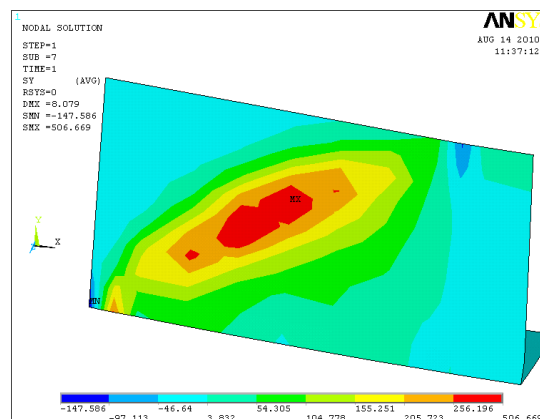 1
NODAL SOLUTION
STEP=1
SUB =7
TIME=1
SY (AVG)
RSYS=0
DMX =8.079
SMN =-147.586
SMX =506.669
ANSY
AUG 14 2010
11:37:12
MX
Y
X
MN
-147.586 -46.64 54.305 155.251 256.196
-97.113 3.832 104.778 205.723 506.669